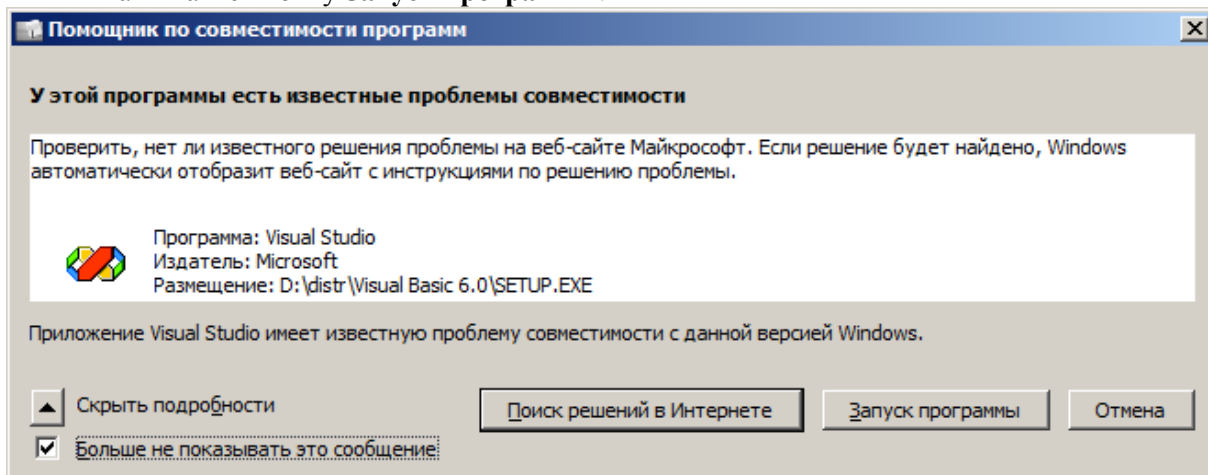 Помощник по совместимости программ
У этой программы есть известные проблемы совместимости
Проверить, нет ли известного решения проблемы на веб-сайте Майкрософт. Если решение будет найдено, Windows
автоматически отобразит веб-сайт с инструкциями по решению проблемы.
Программа: Visual Studio
Издатель: Microsoft
Размещение: D:\distr\Visual Basic 6.0\SETUP.EXE
Приложение Visual Studio имеет известную проблему совместимости с данной версией Windows.
Скрыть подробности
Поиск решений в Интернете
Запуск программы
Отмена
Больше не показывать это сообщение